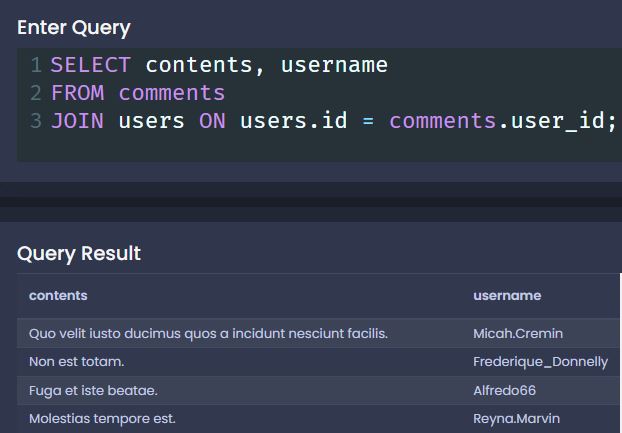 Enter Query
1 SELECT contents, username
2 FROM comments
3 JOIN users ON users.id = comments.user_id;
Query Result
contents username
Quo velit iusto ducimus quos a incidunt nesciunt facilis. Micah.Cremin
Non est totam. Frederique_Donnelly
Fuga et iste beatae. Alfredo66
Molestias tempore est. Reyna.Marvin